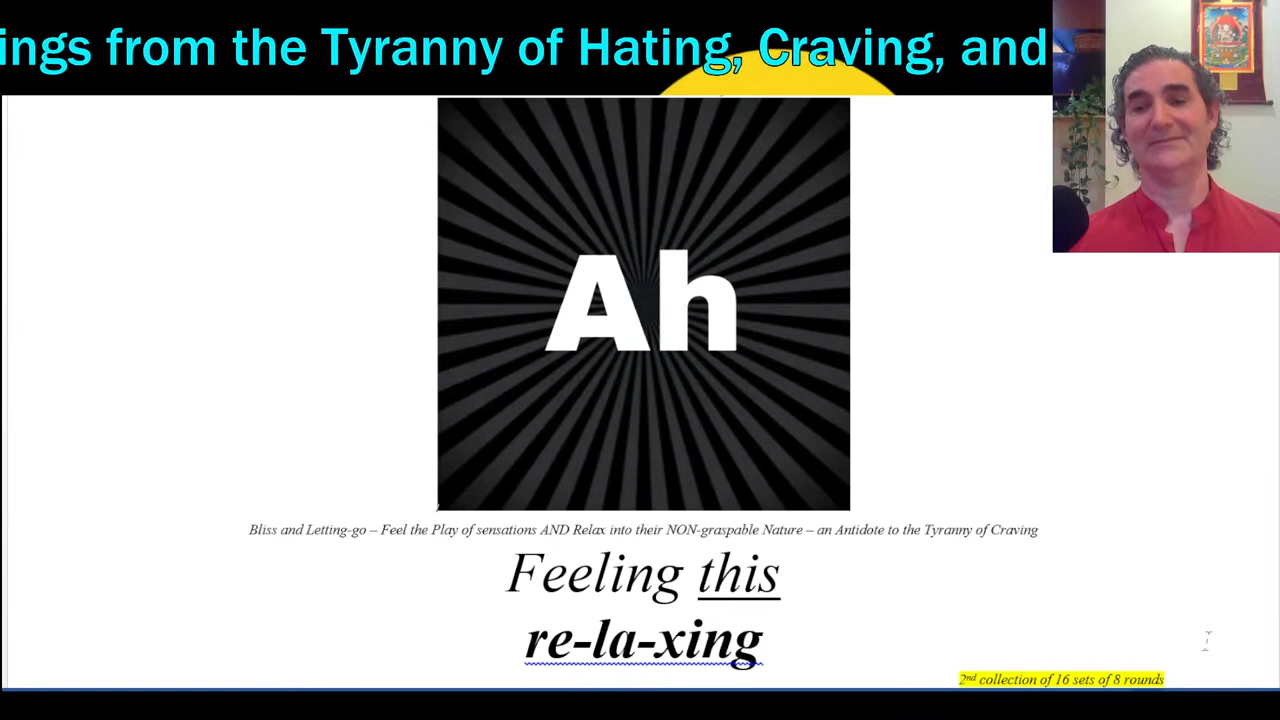 ings from the Tyranny of Hating, Craving, and
Ah
Bliss and Letting-go – Feel the Play of sensations AND Relax into their NON-graspable Nature – an Antidote to the Tyranny of Craving
Feeling this
re-la-xing
2nd collection of 16 sets of 8 rounds